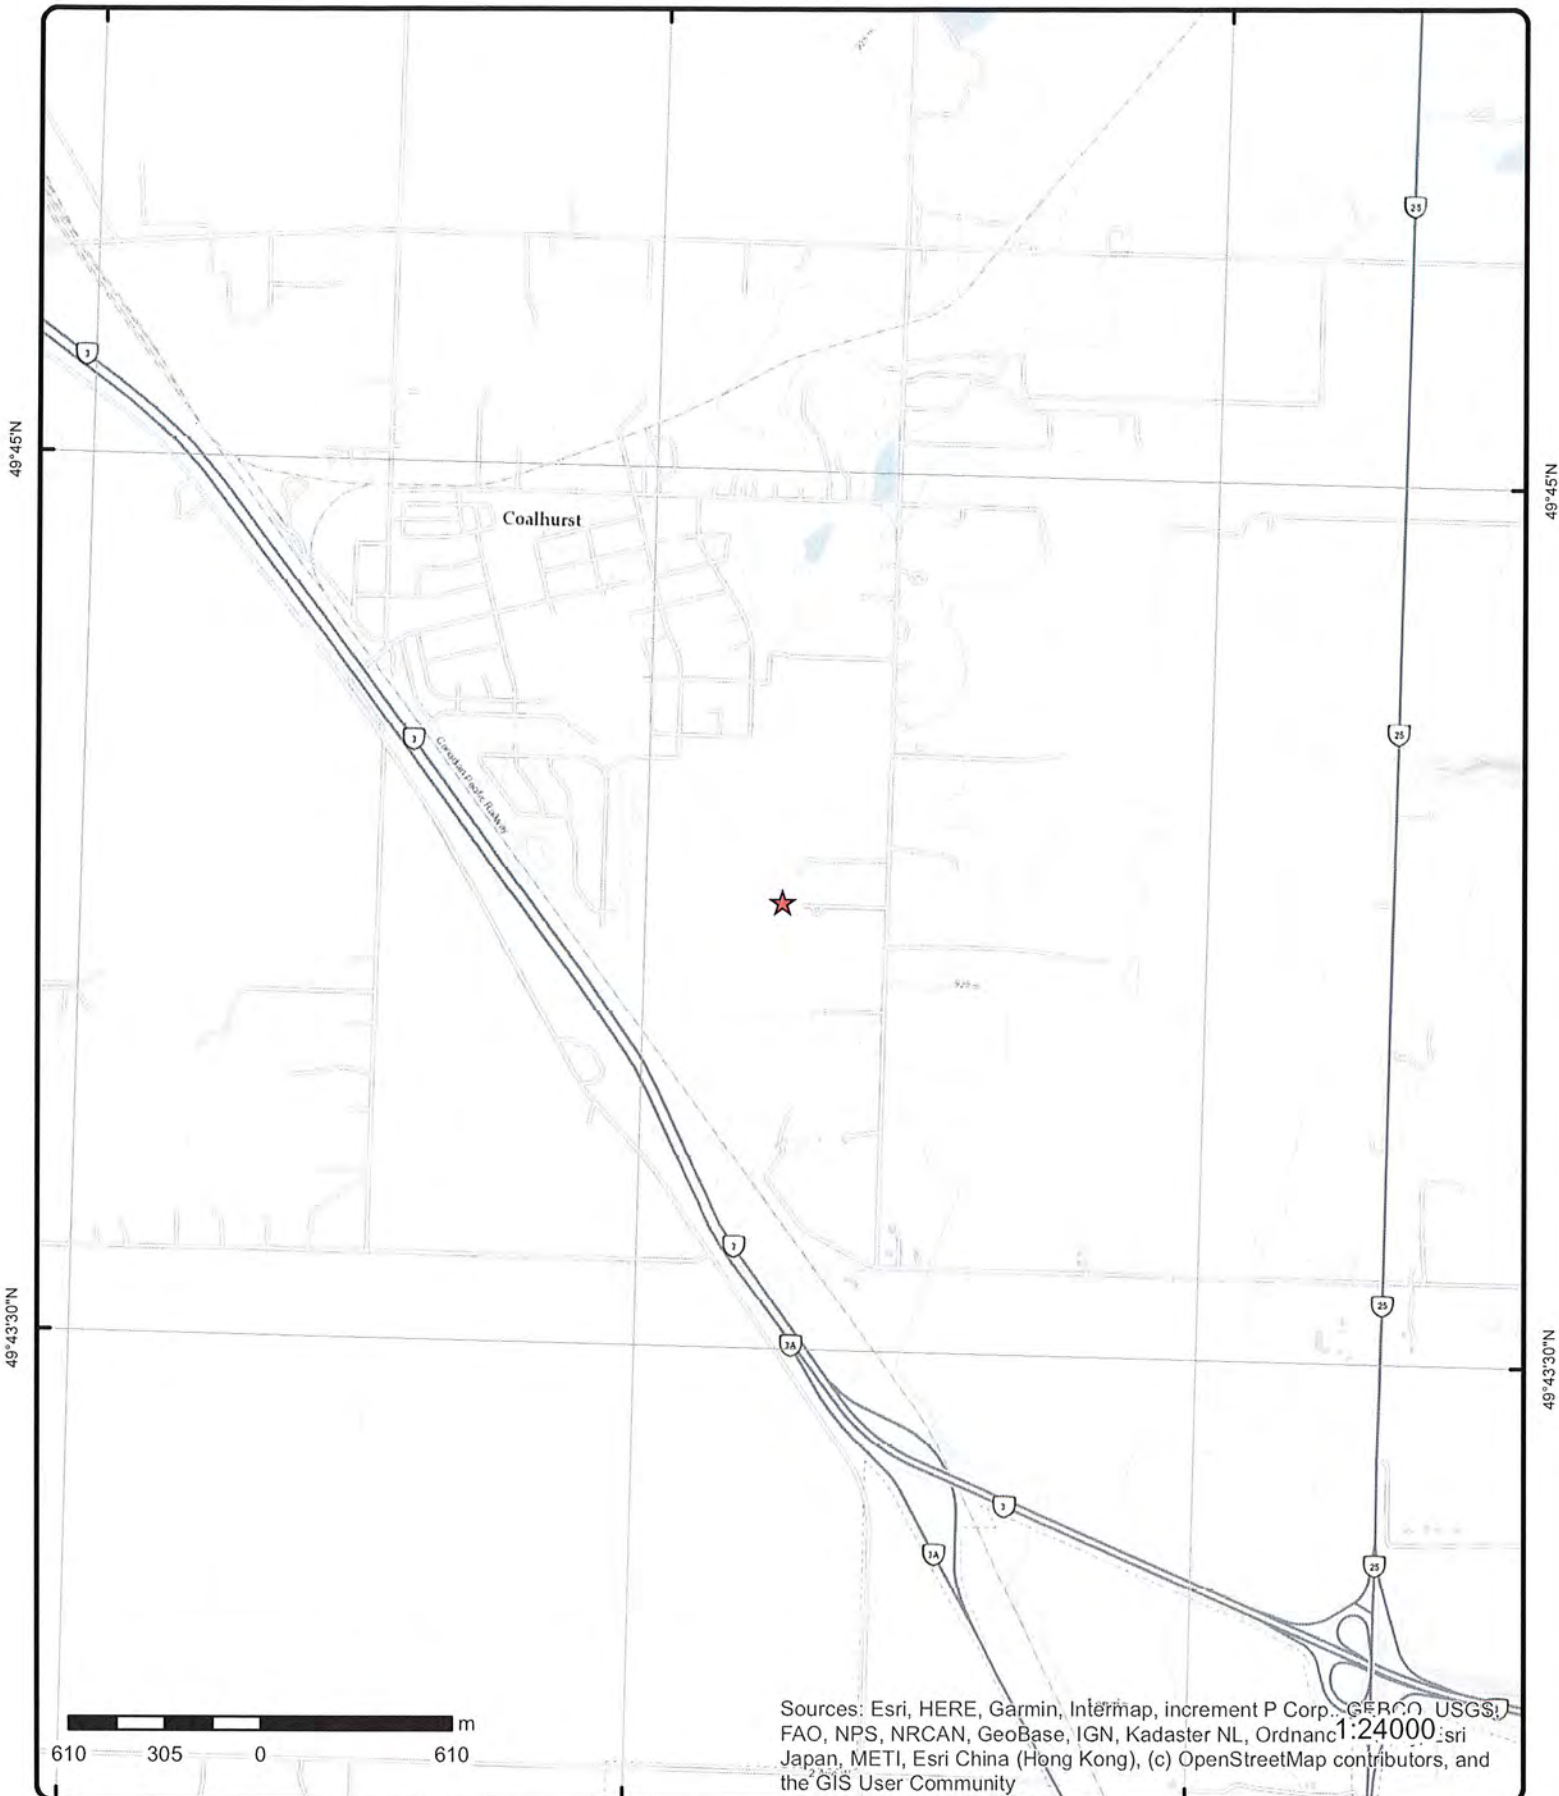 925 m
25
3
49°45'N
49°45'N
Coalhurst
3
25
Canadian Pacific Railway
925 m
3
25
49°43'30"N
3A
49°43'30"N
3
3A
25
Sources: Esri, HERE, Garmin, Intermap, increment P Corp., GEBCO, USGS,
FAO, NPS, NRCAN, GeoBase, IGN, Kadaster NL, Ordnanc
1:24000
sri
Japan, METI, Esri China (Hong Kong), (c) OpenStreetMap contributors, and
the GIS User Community
m
610 305 0 610